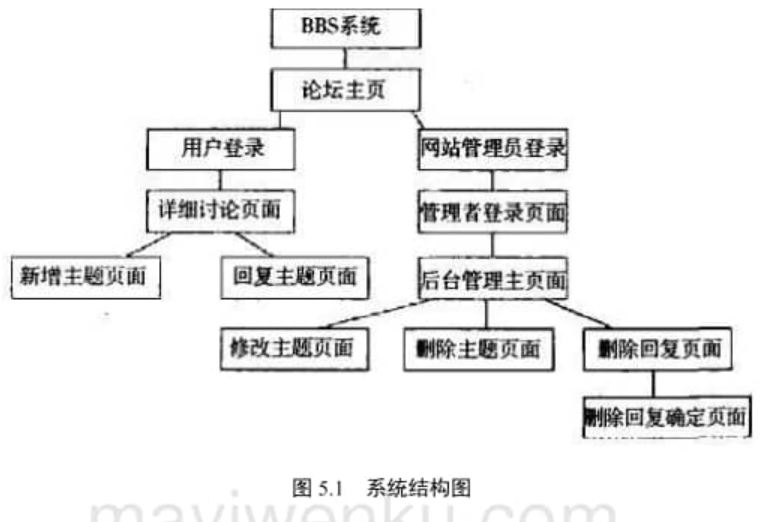 BBS系统
论坛主页
用户登录
网站管理员登录
详细讨论页面
管理者登录页面
新增主题页面
回复主题页面
后台管理主页面
修改主题页面
删除主题页面
删除回复页面
删除回复确定页面
图 5.1 系统结构图
mayiwenku.com